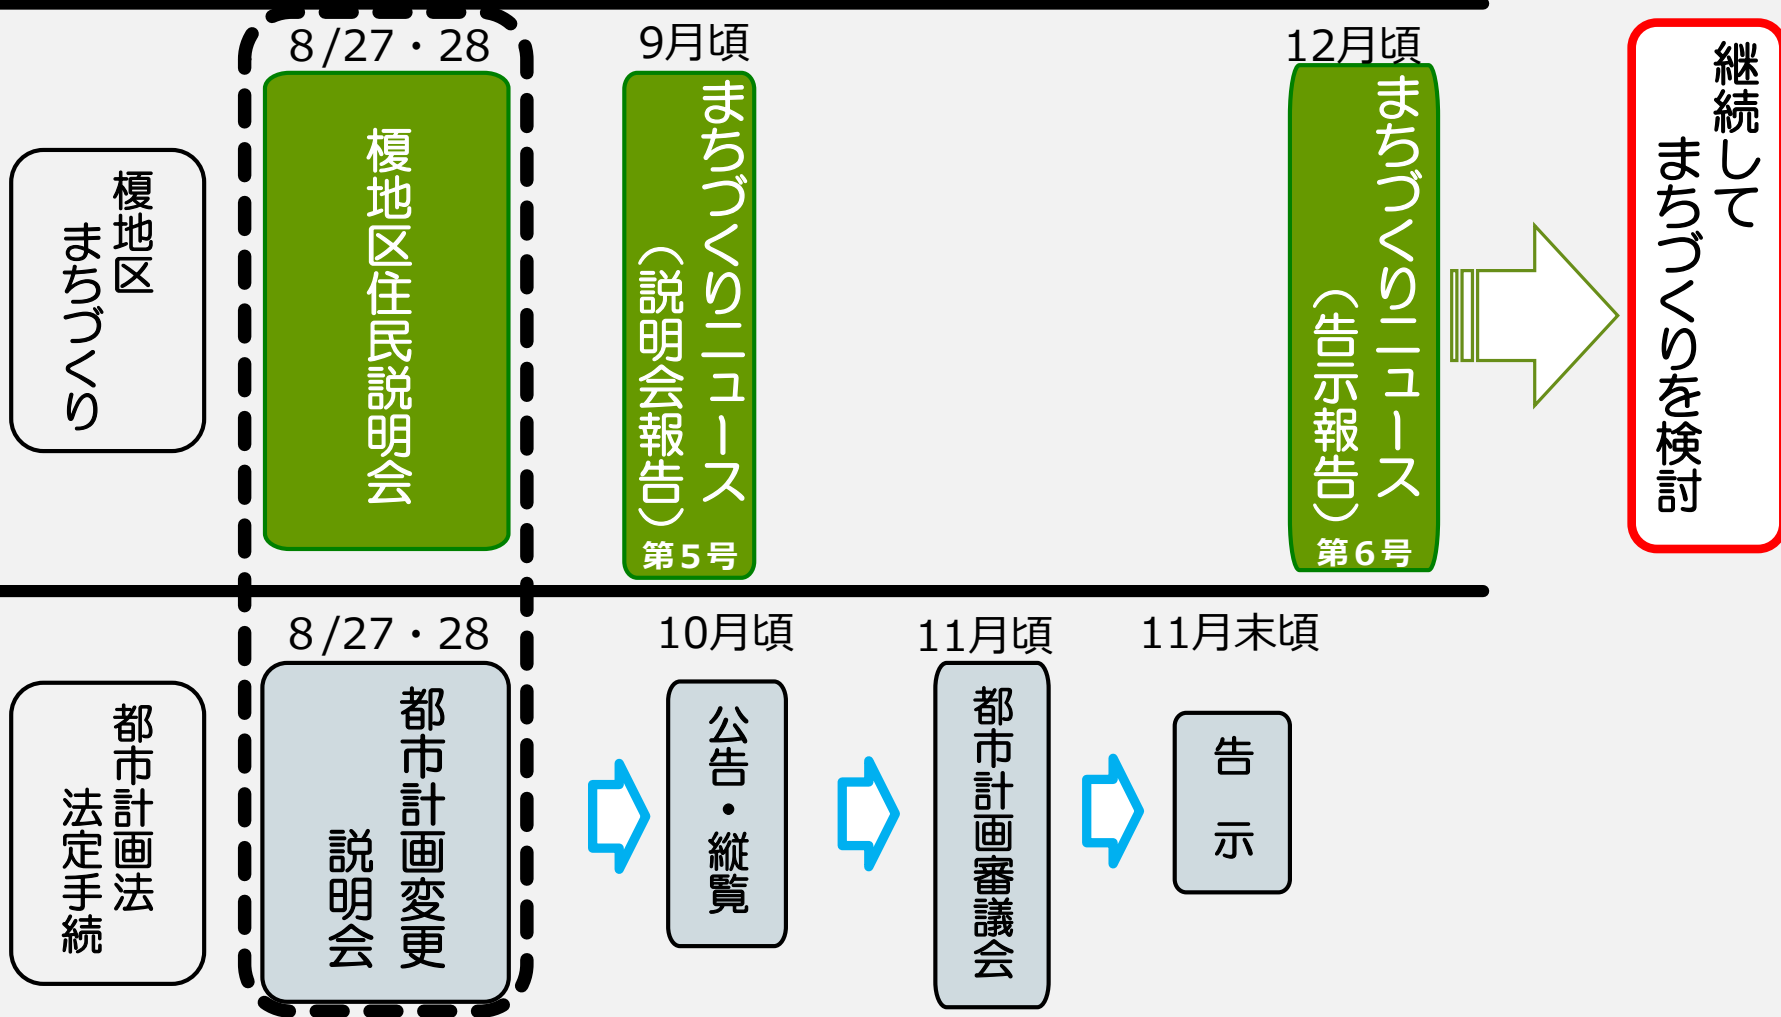 榎地区
まちづくり
8/27・28
榎地区住民説明会
9月頃
まちづくりニュース
(説明会報告)
第5号
12月頃
まちづくりニュース
(告示報告)
第6号
継続して
まちづくりを検討
都市計画法
法定手続
8/27・28
都市計画変更
説明会
10月頃
公告・縦覧
11月頃
都市計画審議会
11月末頃
告示